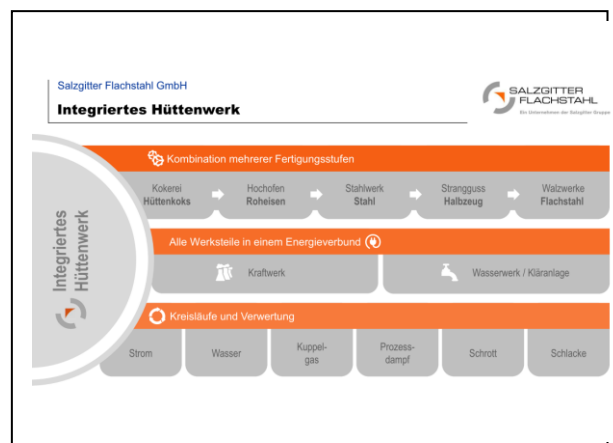 Salzgitter Flachstahl GmbH
Integriertes Hüttenwerk
SALZGITTER
FLACHSTAHL
Ein Unternehmen der Salzgitter Gruppe
Integriertes
Hüttenwerk
Kombination mehrerer Fertigungsstufen
Kokerei
Hüttenkoks
Hochofen
Roheisen
Stahlwerk
Stahl
Strangguss
Halbzeug
Walzwerke
Flachstahl
Alle Werksteile in einem Energieverbund
Kraftwerk
Wasserwerk / Kläranlage
Kreisläufe und Verwertung
Strom
Wasser
Kuppel-
gas
Prozess-
dampf
Schrott
Schlacke